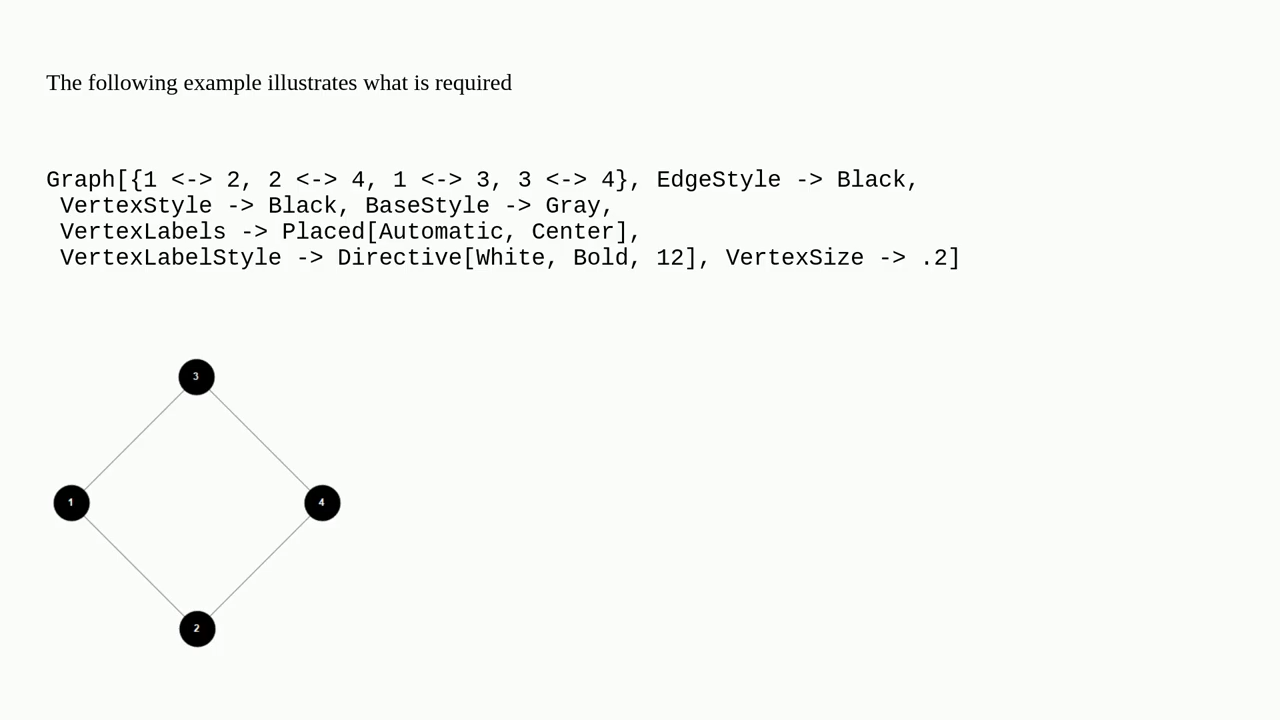 The following example illustrates what is required
Graph[{1 <-> 2, 2 <-> 4, 1 <-> 3, 3 <-> 4}, EdgeStyle -> Black,
VertexStyle -> Black, BaseStyle -> Gray,
VertexLabels -> Placed[Automatic, Center],
VertexLabelStyle -> Directive[White, Bold, 12], VertexSize -> .2]
3
1
4
2